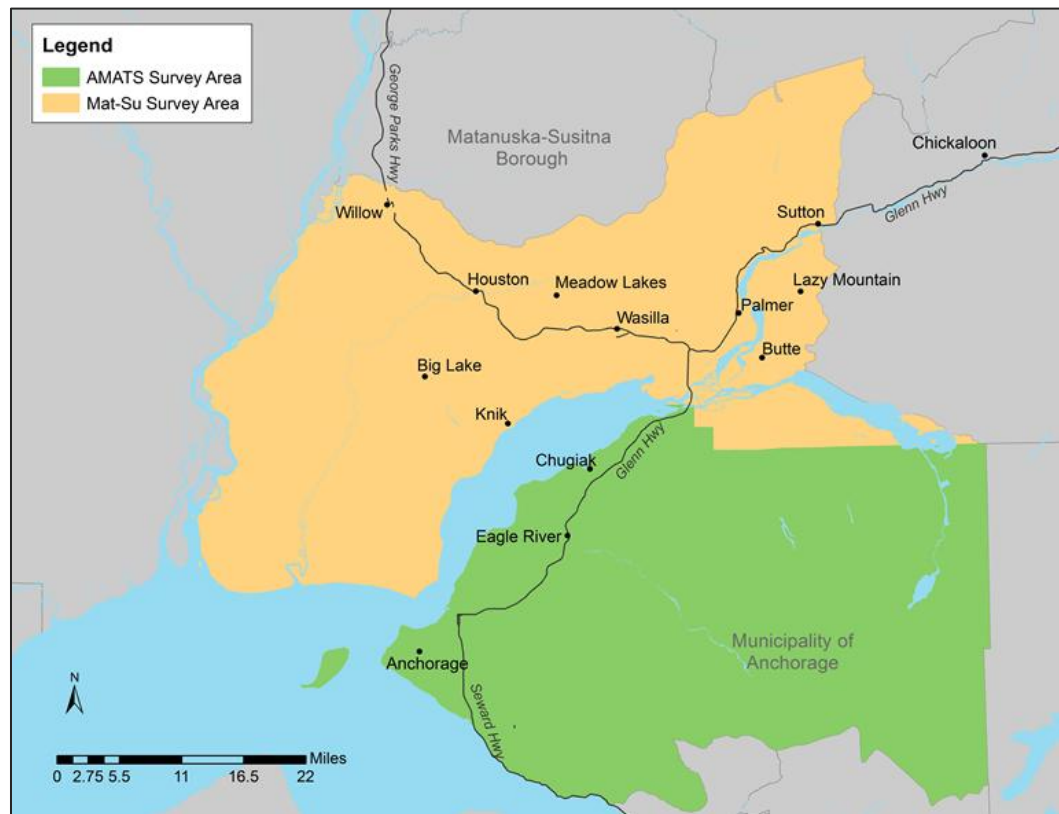 Legend
AMATS Survey Area
Mat-Su Survey Area
George Parks Hwy
Matanuska-Susitna
Borough
Chickaloon
Glenn Hwy
Willow
Sutton
Houston
Meadow Lakes
Lazy Mountain
Palmer
Wasilla
Butte
Big Lake
Knik
Glenn Hwy
Chugiak
Eagle River
Municipality of
Anchorage
Anchorage
Seward Hwy
N
Miles
0 2.75 5.5 11 16.5 22